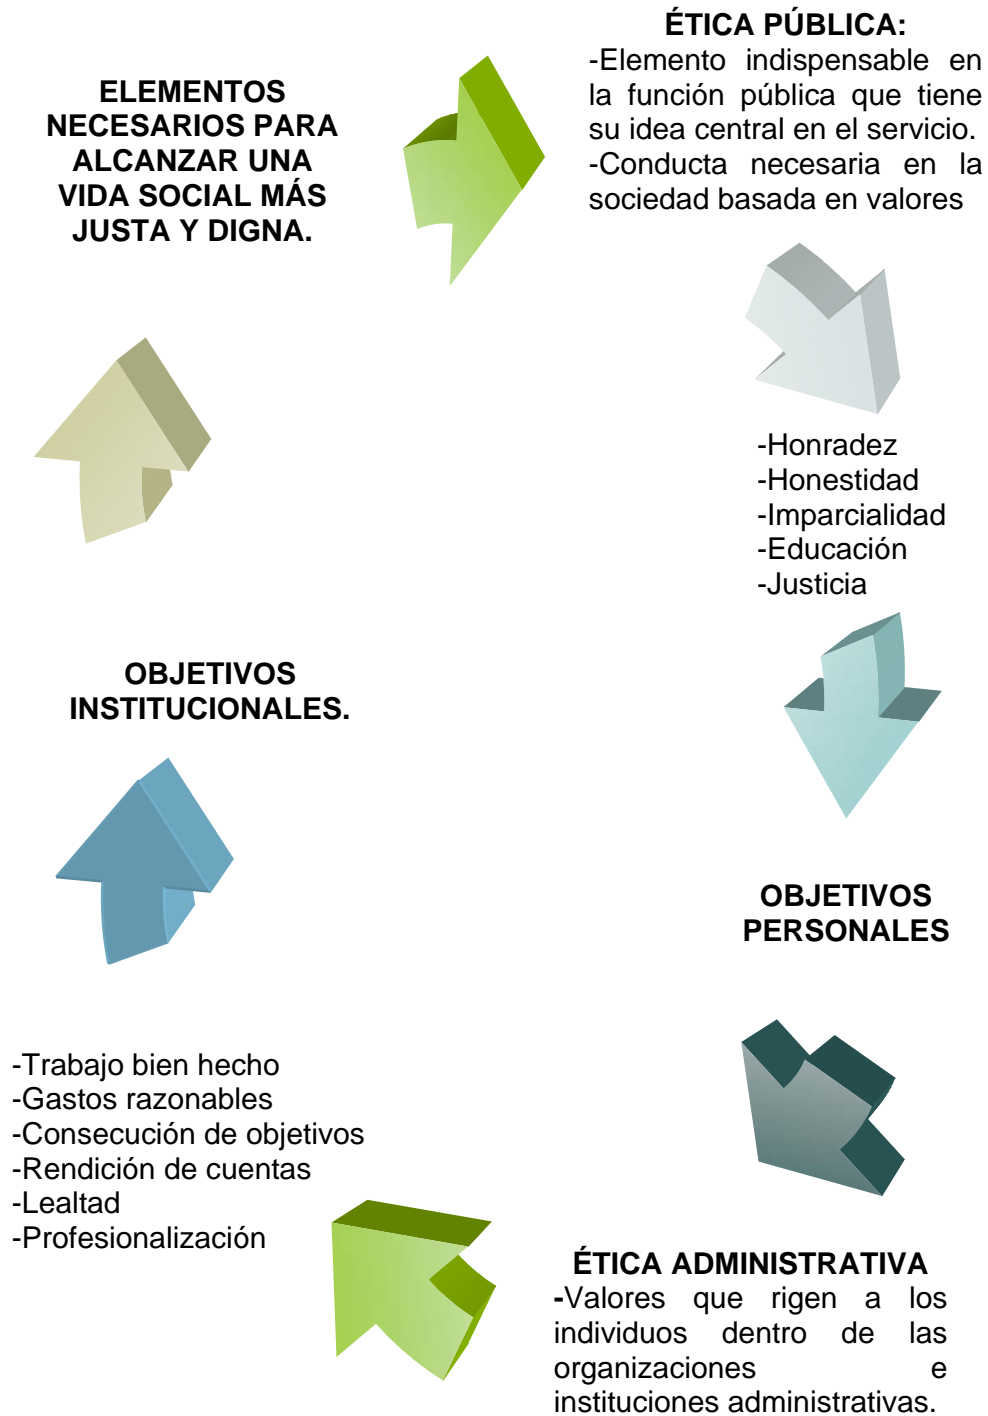 ELEMENTOS
NECESARIOS PARA
ALCANZAR UNA
VIDA SOCIAL MÁS
JUSTA Y DIGNA.
ÉTICA PÚBLICA:
-Elemento indispensable en
la función pública que tiene
su idea central en el servicio.
-Conducta necesaria en la
sociedad basada en valores
-Honradez
-Honestidad
-Imparcialidad
-Educación
-Justicia
OBJETIVOS
PERSONALES
ÉTICA ADMINISTRATIVA
-Valores que rigen a los
individuos dentro de las
organizaciones e
instituciones administrativas.
-Trabajo bien hecho
-Gastos razonables
-Consecución de objetivos
-Rendición de cuentas
-Lealtad
-Profesionalización
OBJETIVOS
INSTITUCIONALES.